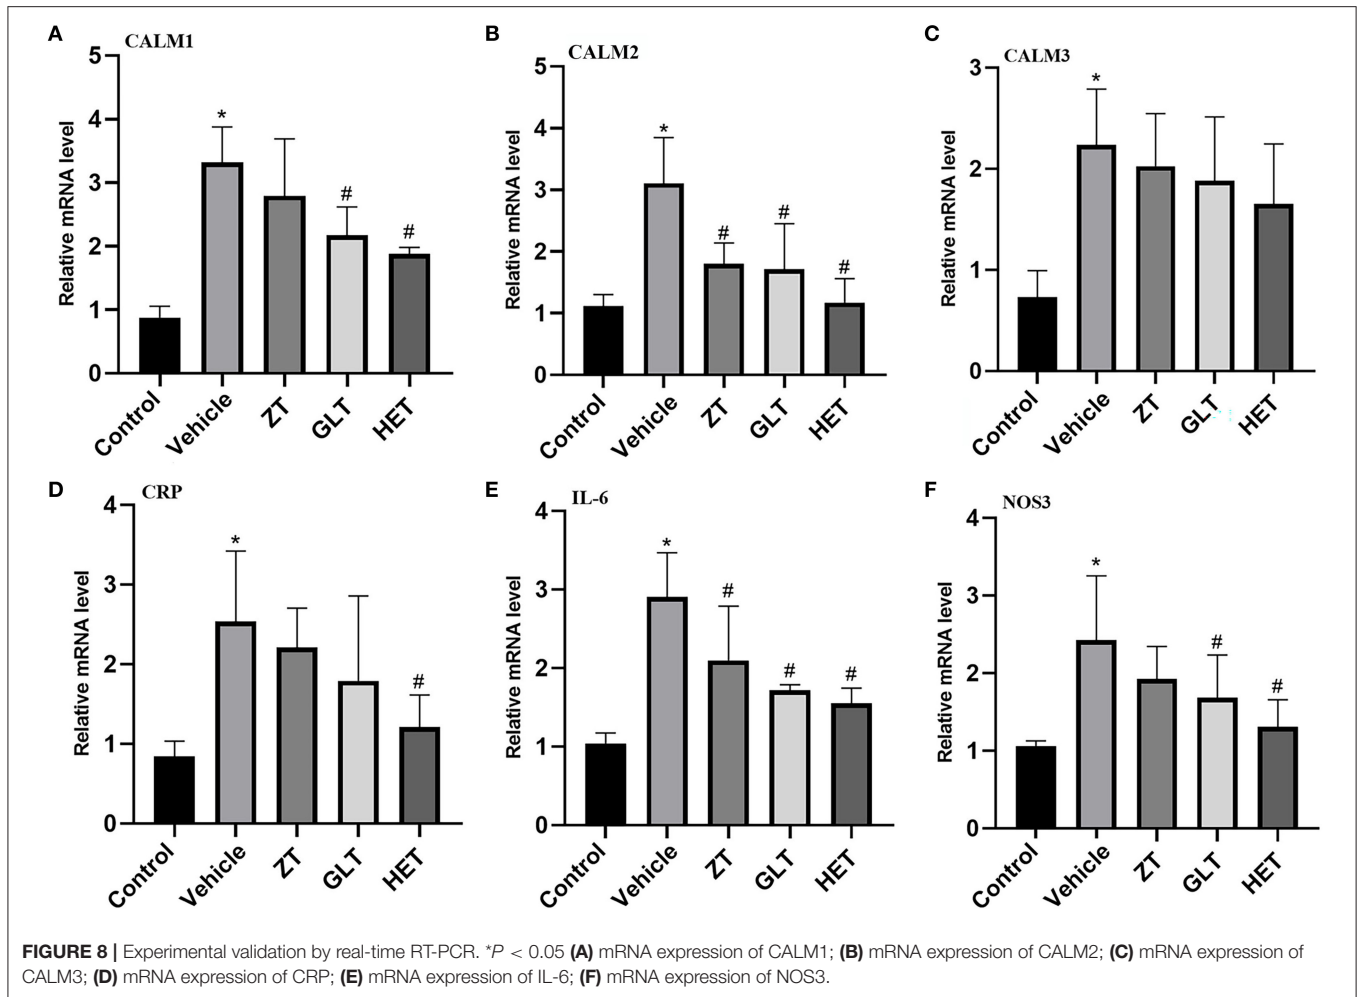 A
CALM1
Relative mRNA level
5
4
3
2
1
0
*
#
#
Control
Vehicle
ZT
GLT
HET
B
CALM2
Relative mRNA level
5
4
3
2
1
0
*
#
#
#
Control
Vehicle
ZT
GLT
HET
C
CALM3
Relative mRNA level
3
2
1
0
*
Control
Vehicle
ZT
GLT
HET
D
CRP
Relative mRNA level
4
3
2
1
0
*
#
Control
Vehicle
ZT
GLT
HET
E
IL-6
Relative mRNA level
4
3
2
1
0
*
#
#
#
Control
Vehicle
ZT
GLT
HET
F
NOS3
Relative mRNA level
4
3
2
1
0
*
#
#
Control
Vehicle
ZT
GLT
HET
FIGURE 8 | Experimental validation by real-time RT-PCR. *P < 0.05 (A) mRNA expression of CALM1; (B) mRNA expression of CALM2; (C) mRNA expression of
CALM3; (D) mRNA expression of CRP; (E) mRNA expression of IL-6; (F) mRNA expression of NOS3.